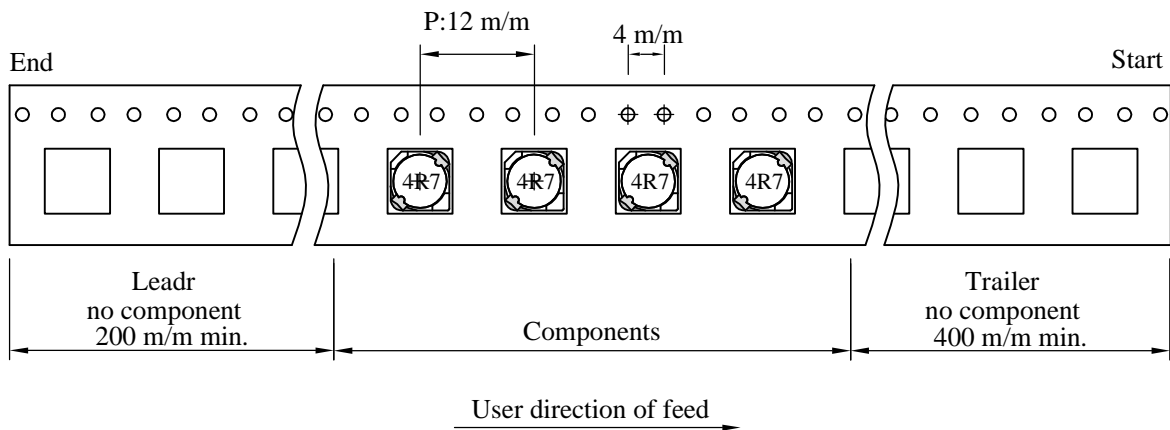 P:12 m/m
4 m/m
End
Start
4R7
4R7
4R7
4R7
Leadr
no component
200 m/m min.
Components
Trailer
no component
400 m/m min.
User direction of feed